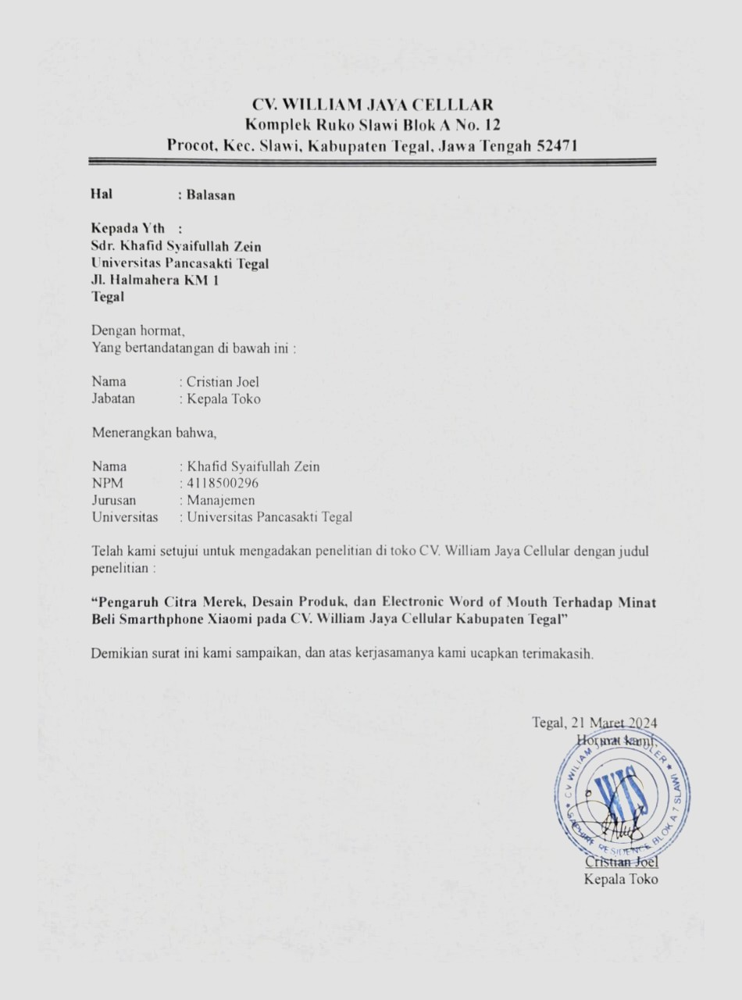 CV. WILLIAM JAYA CELLLAR
Komplek Ruko Slawi Blok A No. 12
Procot, Kec. Slawi, Kabupaten Tegal, Jawa Tengah 52471
Hal : Balasan
Kepada Yth :
Sdr. Khafid Syaifullah Zein
Universitas Pancasakti Tegal
Jl. Halmahera KM 1
Tegal
Dengan hormat,
Yang bertandatangan di bawah ini :
Nama : Cristian Joel
Jabatan : Kepala Toko
Menerangkan bahwa,
Nama : Khafid Syaifullah Zein
NPM : 4118500296
Jurusan : Manajemen
Universitas : Universitas Pancasakti Tegal
Telah kami setujui untuk mengadakan penelitian di toko CV. William Jaya Cellular dengan judul
penelitian :
“Pengaruh Citra Merek, Desain Produk, dan Electronic Word of Mouth Terhadap Minat
Beli Smarthphone Xiaomi pada CV. William Jaya Cellular Kabupaten Tegal”
Demikian surat ini kami sampaikan, dan atas kerjasamanya kami ucapkan terimakasih.
Tegal, 21 Maret 2024
Hormat kami.
CV WILIAM
RESIDENCE BLOK A 7 SLAWI
Cristian Joel
Kepala Toko